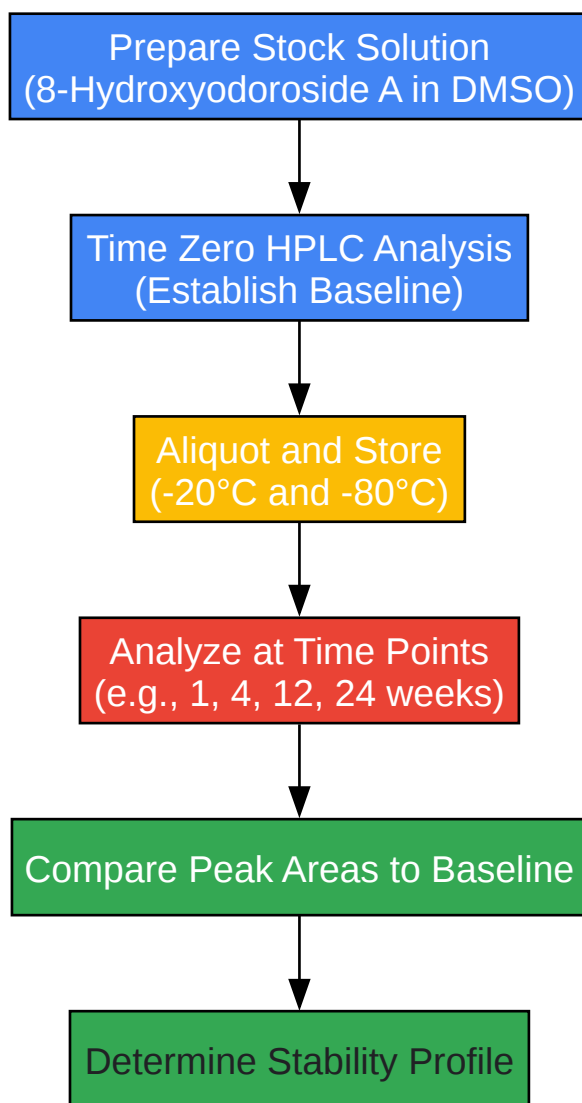 Prepare Stock Solution
(8-Hydroxyodoroside A in DMSO)
Time Zero HPLC Analysis
(Establish Baseline)
Aliquot and Store
(-20°C and -80°C)
Analyze at Time Points
(e.g., 1, 4, 12, 24 weeks)
Compare Peak Areas to Baseline
Determine Stability Profile